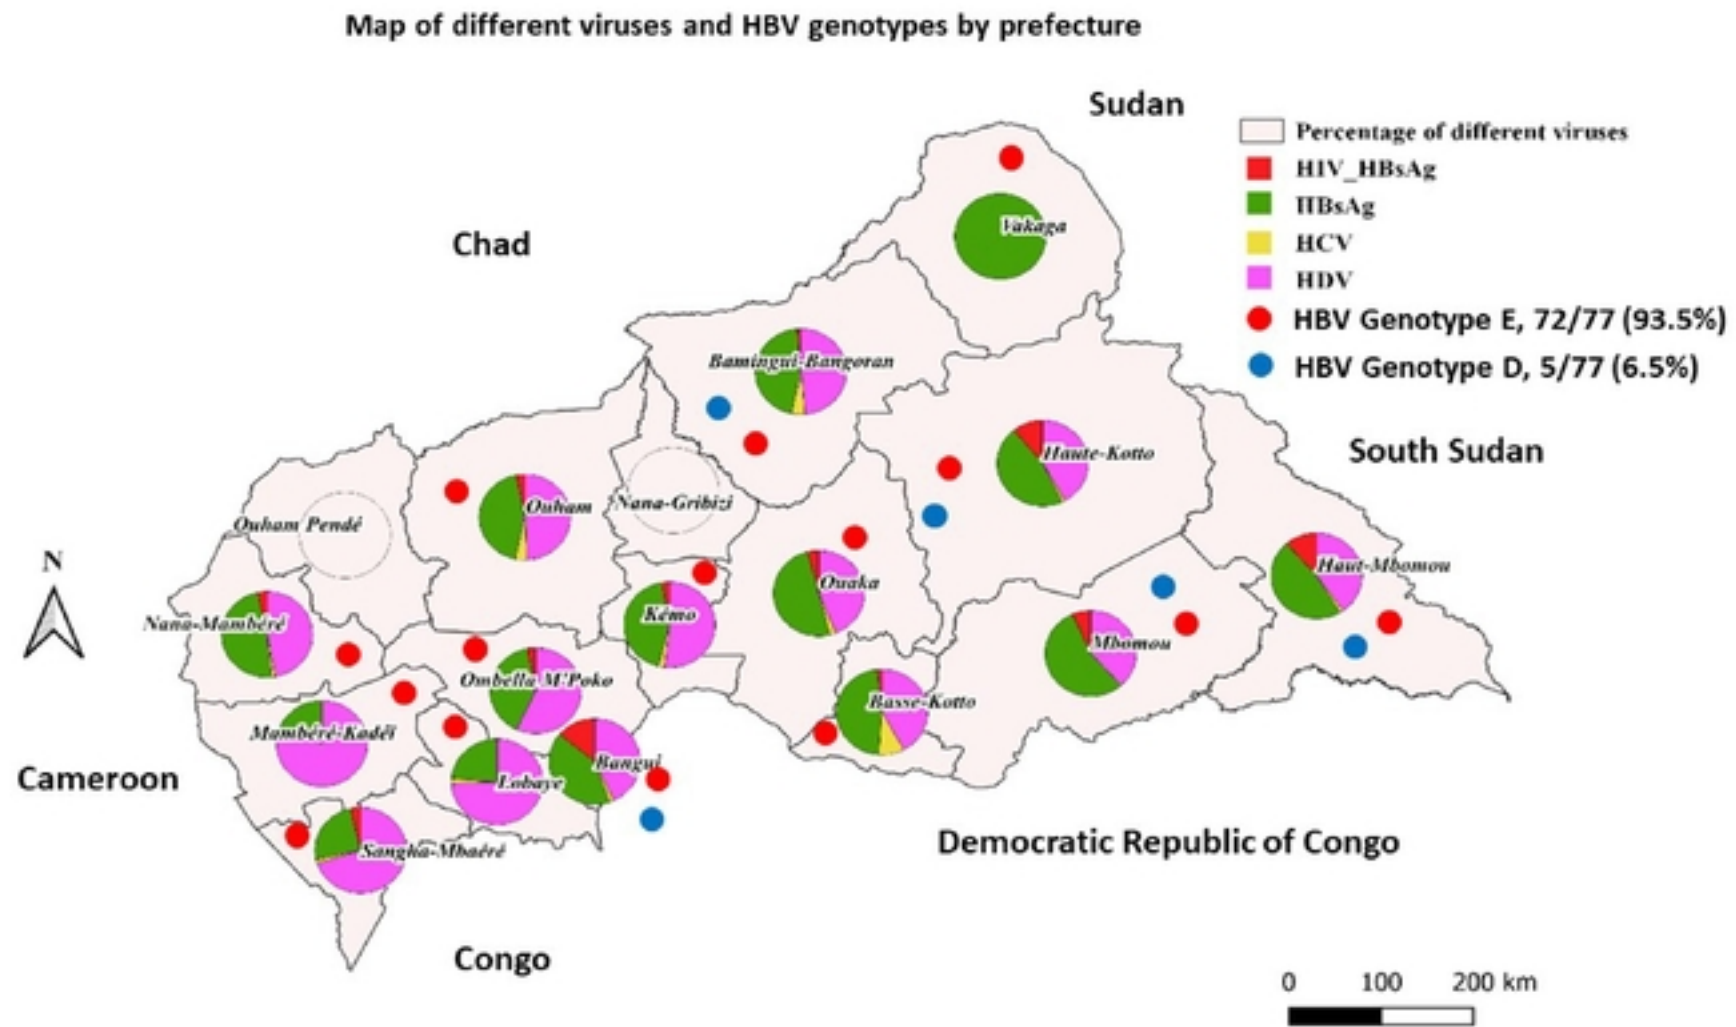 Map of different viruses and HBV genotypes by prefecture
Sudan
Percentage of different viruses
HIV_HBsAg
HBsAg
HCV
HDV
HBV Genotype E, 72/77 (93.5%)
HBV Genotype D, 5/77 (6.5%)
Chad
Vakaga
Bamingui-Bangoran
Haute-Kotto
South Sudan
Ouham
Nana-Gribizi
Ouham Pendé
N
Ouaka
Haut-Mbomou
Kémo
Nana-Mambéré
Mbomou
Ombella M'Poko
Basse-Kotto
Mambéré-Kadéï
Bangui
Lobaye
Cameroon
Sangha-Mbaéré
Democratic Republic of Congo
Congo
0 100 200 km